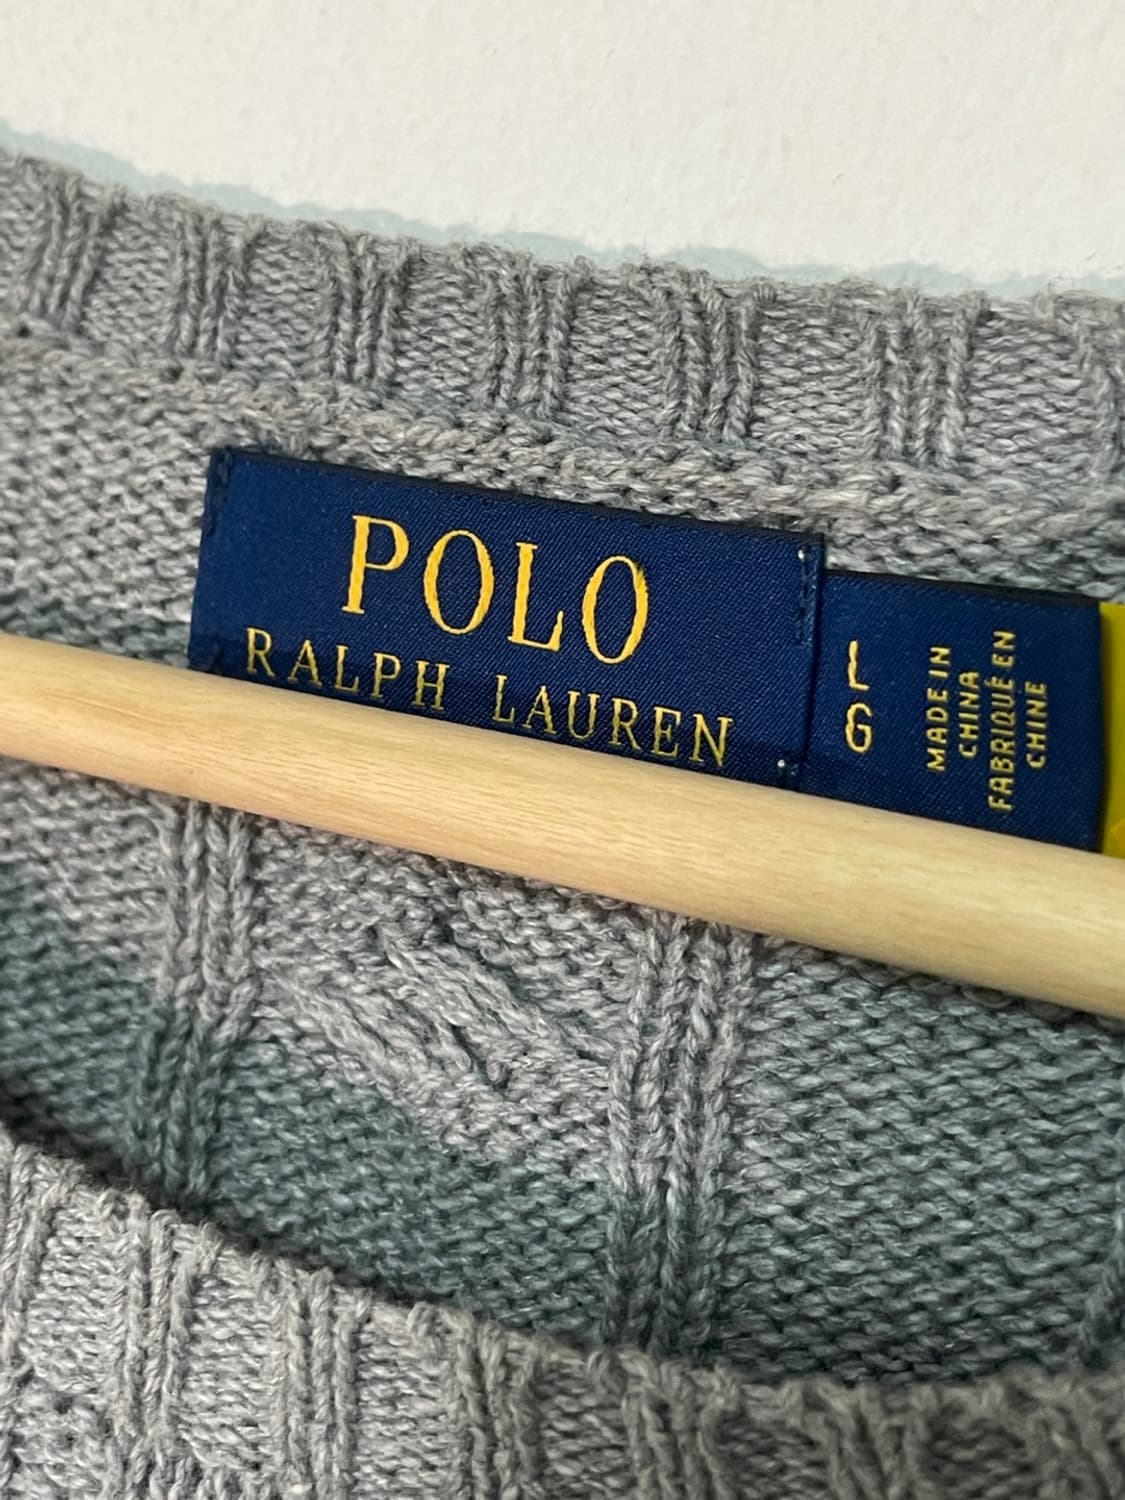 POLO
RALPH LAUREN
L
G
MADE IN
CHINA
FABRIQUÉ EN
CHINE